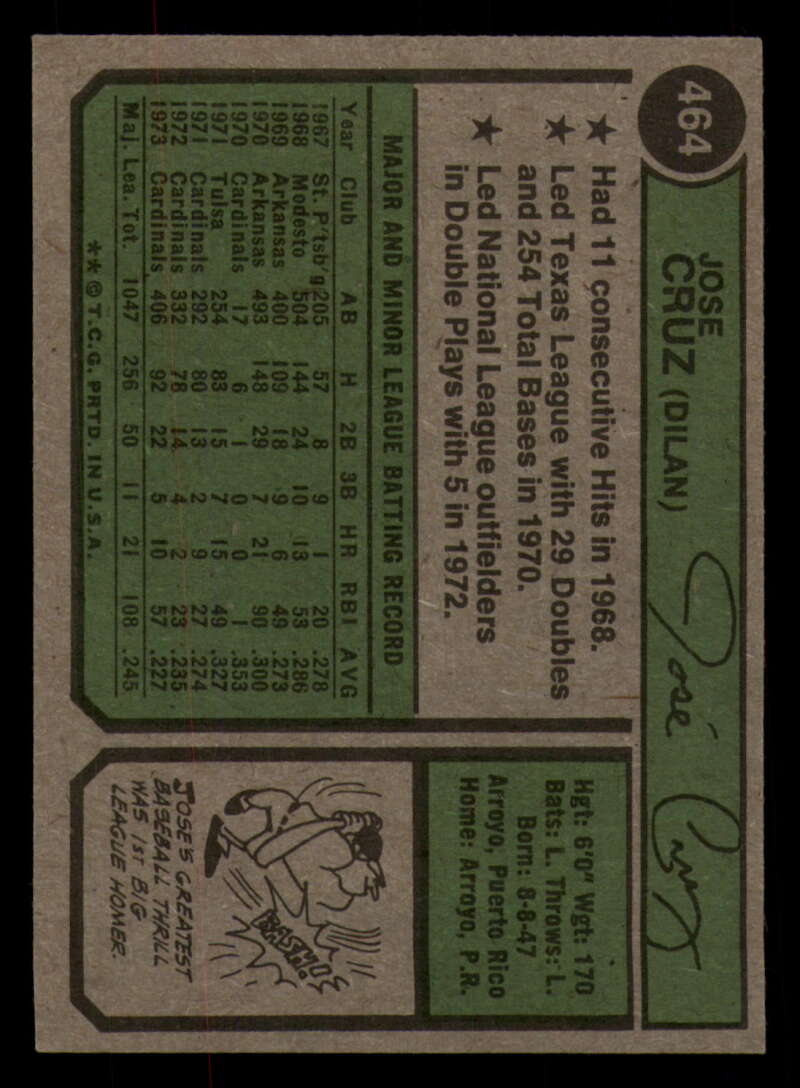 464
JOSE
CRUZ (DILAN)
José Cruz
★ Had 11 consecutive Hits in 1968.
★ Led Texas League with 29 Doubles
and 254 Total Bases in 1970.
★ Led National League outfielders
in Double Plays with 5 in 1972.
MAJOR AND MINOR LEAGUE BATTING RECORD
Year Club AB H 2B 3B HR RBI AVG
1967 St. P'tsb'g 205 57 8 9 1 20 .278
1968 Modesto 504 144 24 10 13 53 .286
1969 Arkansas 400 109 18 9 6 49 .273
1970 Arkansas 493 148 29 7 21 90 .300
1970 Cardinals 17 6 1 0 0 1 .353
1971 Tulsa 254 83 15 7 15 49 .327
1971 Cardinals 292 80 13 2 9 27 .274
1972 Cardinals 332 78 14 4 2 23 .235
1973 Cardinals 406 92 22 5 10 57 .227
Maj. Lea. Tot. 1047 256 50 11 21 108 .245
**© T.C.G. PRTD. IN U.S.A.
Hgt: 6'0" Wgt: 170
Bats: L. Throws: L.
Born: 8-8-47
Arroyo, Puerto Rico
Home: Arroyo, P.R.
BASH!
JOSE'S GREATEST
BASEBALL THRILL
WAS 1ST BIG
LEAGUE HOMER.